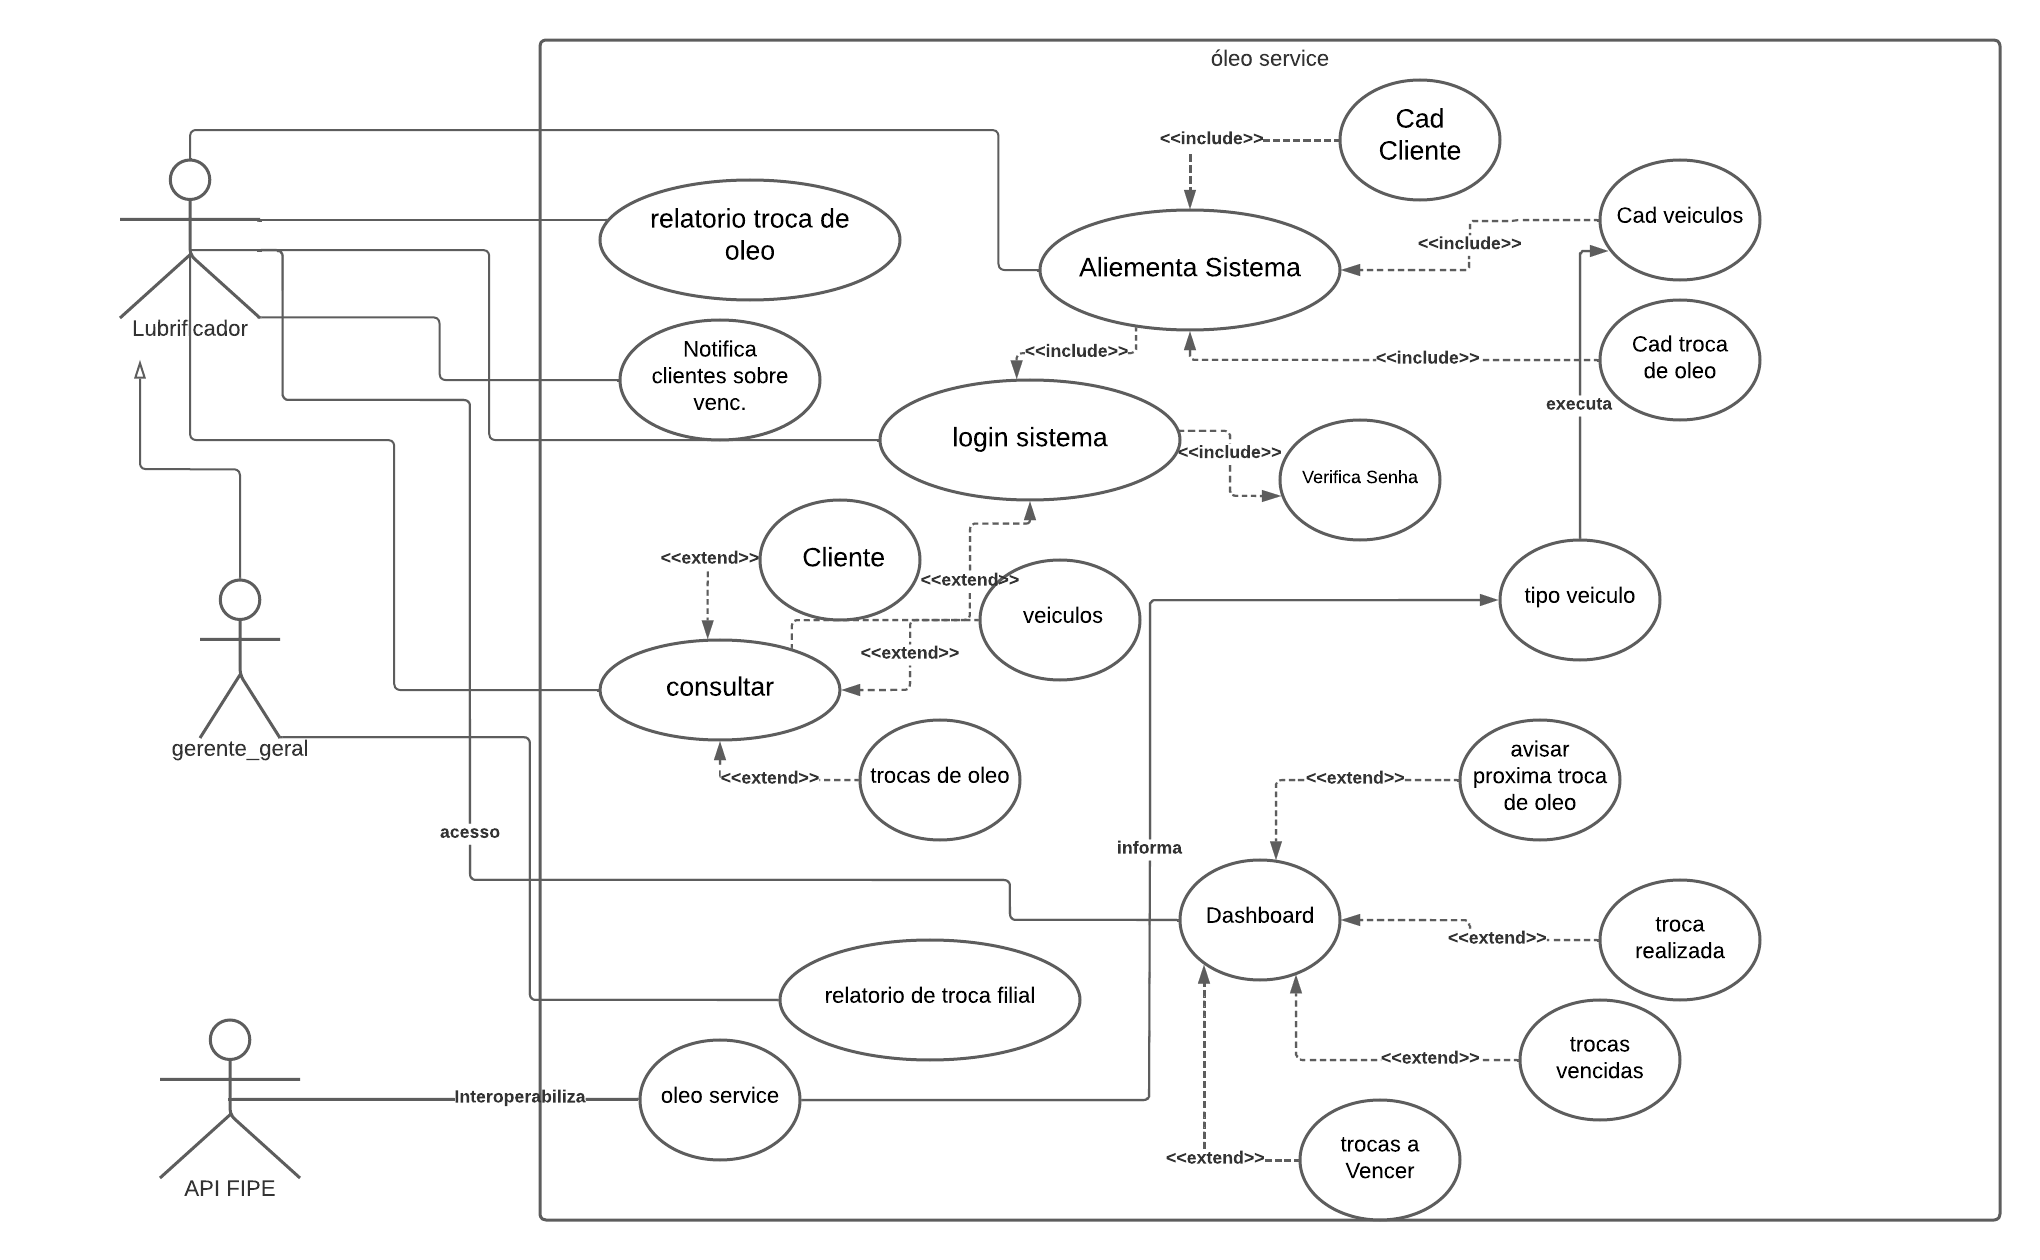 óleo service
Cad
Cliente
<<include>>
relatorio troca de
oleo
Cad veiculos
<<include>>
Aliementa Sistema
Lubrificador
Notifica
clientes sobre
venc.
<<include>>
<<include>>
Cad troca
de oleo
executa
login sistema
<<include>>
Verifica Senha
<<extend>>
Cliente
<<extend>>
veiculos
tipo veiculo
<<extend>>
consultar
gerente_geral
<<extend>>
trocas de oleo
<<extend>>
avisar
proxima troca
de oleo
acesso
informa
Dashboard
<<extend>>
troca
realizada
relatorio de troca filial
<<extend>>
trocas
vencidas
Interoperabiliza
oleo service
<<extend>>
trocas a
Vencer
API FIPE